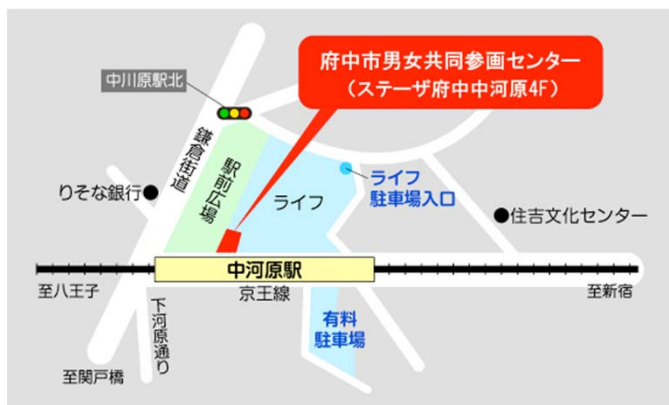 府中市男女共同参画センター
（ステーザ府中中河原4F）
中川原駅北
鎌倉街道
駅前広場
ライフ
ライフ
駐車場入口
りそな銀行
住吉文化センター
中河原駅
至八王子
京王線
至新宿
下河原通り
有料
駐車場
至関戸橋